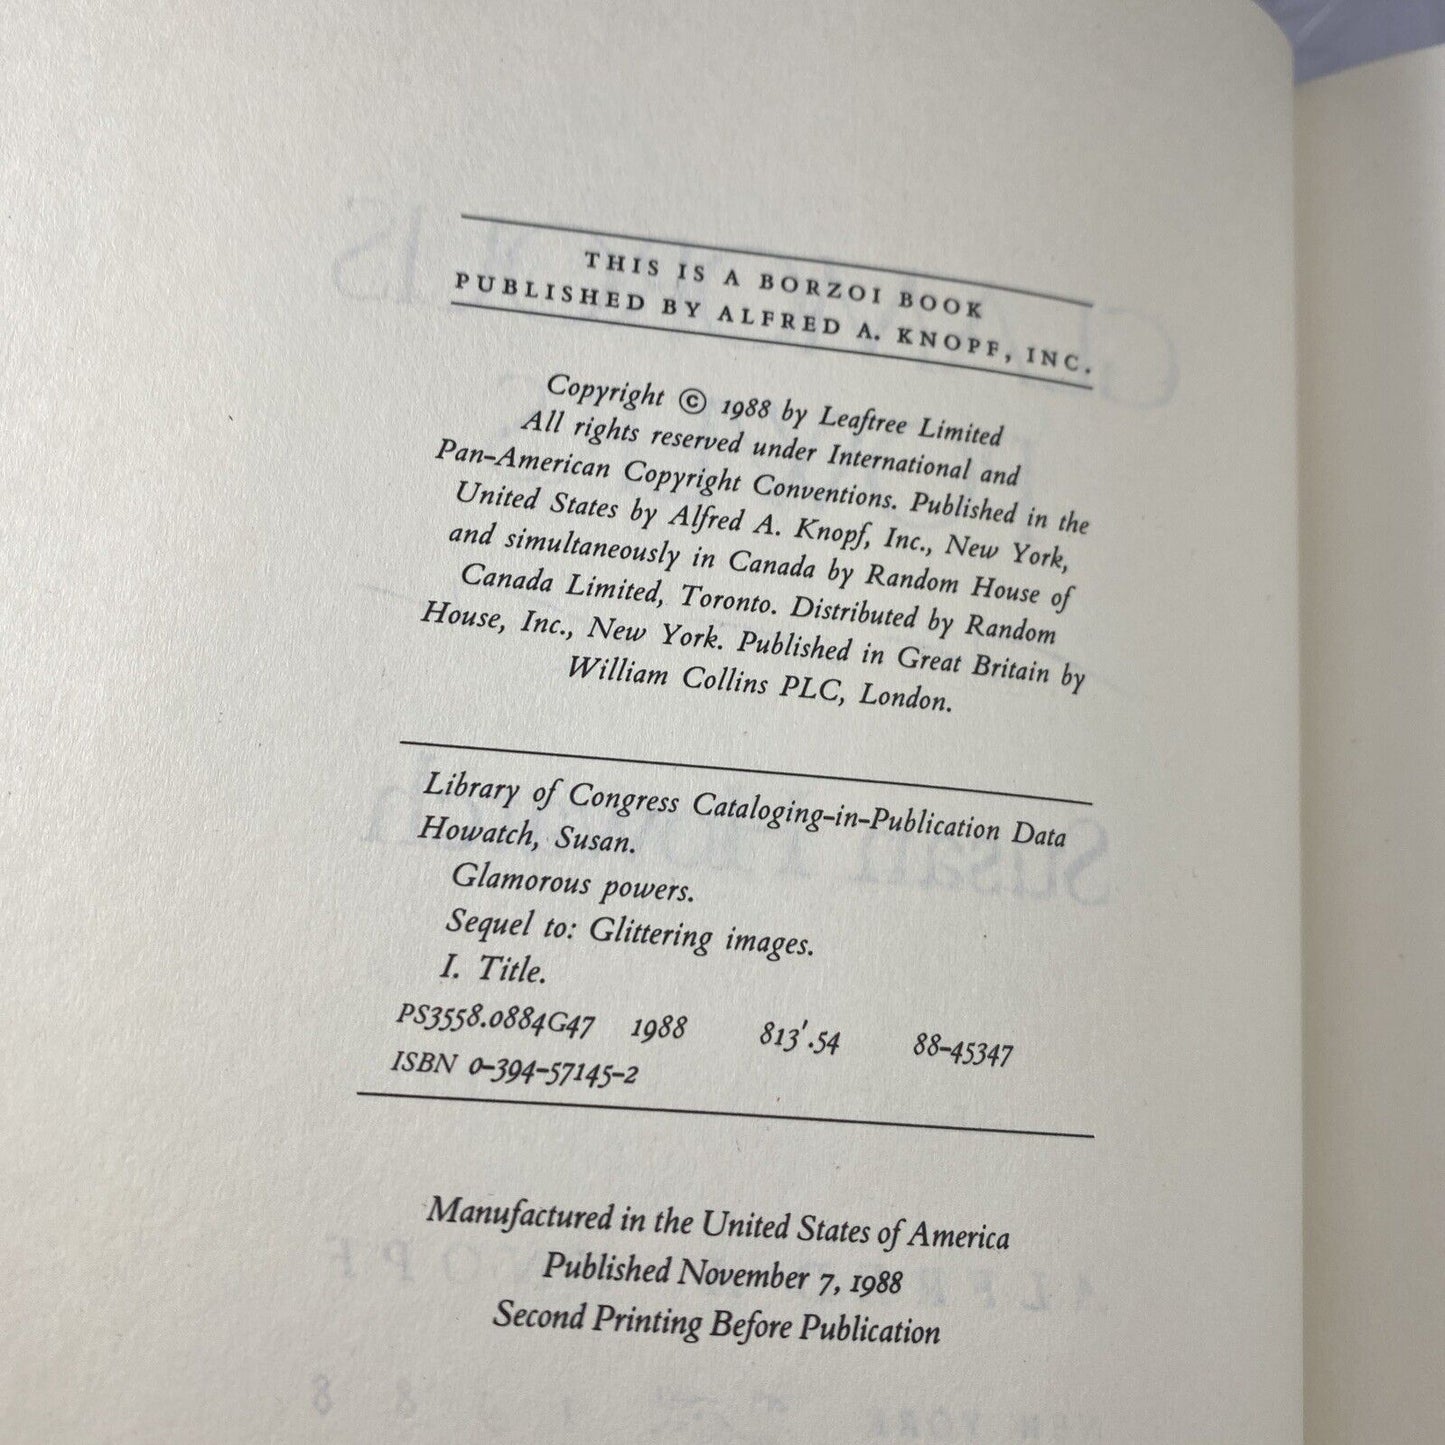 THIS IS A BORZOI BOOK
PUBLISHED BY ALFRED A. KNOPF, INC.
Copyright © 1988 by Leaftree Limited
All rights reserved under International and
Pan-American Copyright Conventions. Published in the
United States by Alfred A. Knopf, Inc., New York,
and simultaneously in Canada by Random House of
Canada Limited, Toronto. Distributed by Random
House, Inc., New York. Published in Great Britain by
William Collins PLC, London.
Library of Congress Cataloging-in-Publication Data
Howatch, Susan.
Glamorous powers.
Sequel to: Glittering images.
I. Title.
PS3558.O884G47 1988 813'.54 88-45347
ISBN 0-394-57145-2
Manufactured in the United States of America
Published November 7, 1988
Second Printing Before Publication